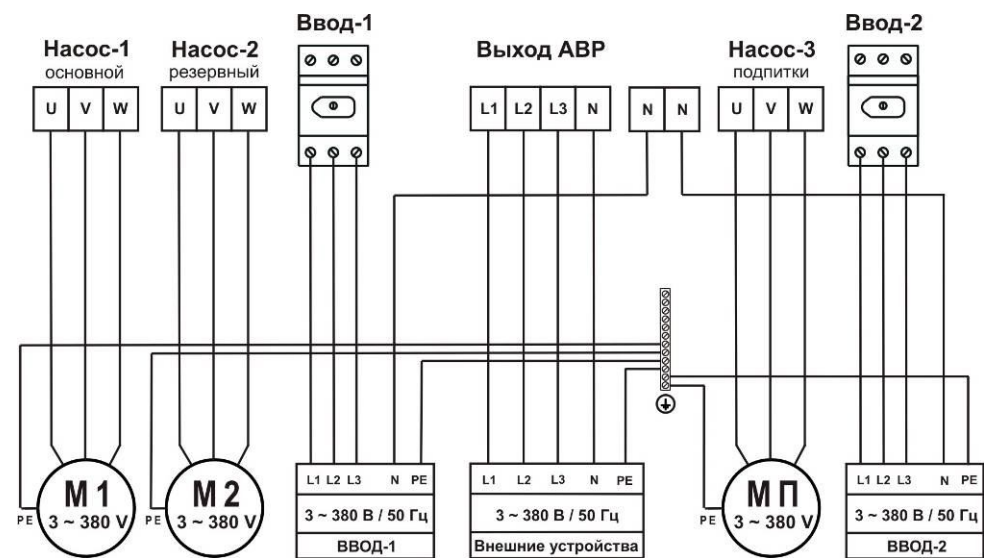 Ввод-1
Ввод-2
Насос-1
Насос-2
Выход АВР
Насос-3
основной
резервный
подпитки
U V W
U V W
L1 L2 L3 N
N N
U V W
L1 L2 L3 N PE
L1 L2 L3 N PE
L1 L2 L3 N PE
М 1
М 2
М П
3 ~ 380 V
3 ~ 380 V
3 ~ 380 В / 50 Гц
3 ~ 380 В / 50 Гц
3 ~ 380 V
3 ~ 380 В / 50 Гц
PE
PE
PE
ВВОД-1
Внешние устройства
ВВОД-2